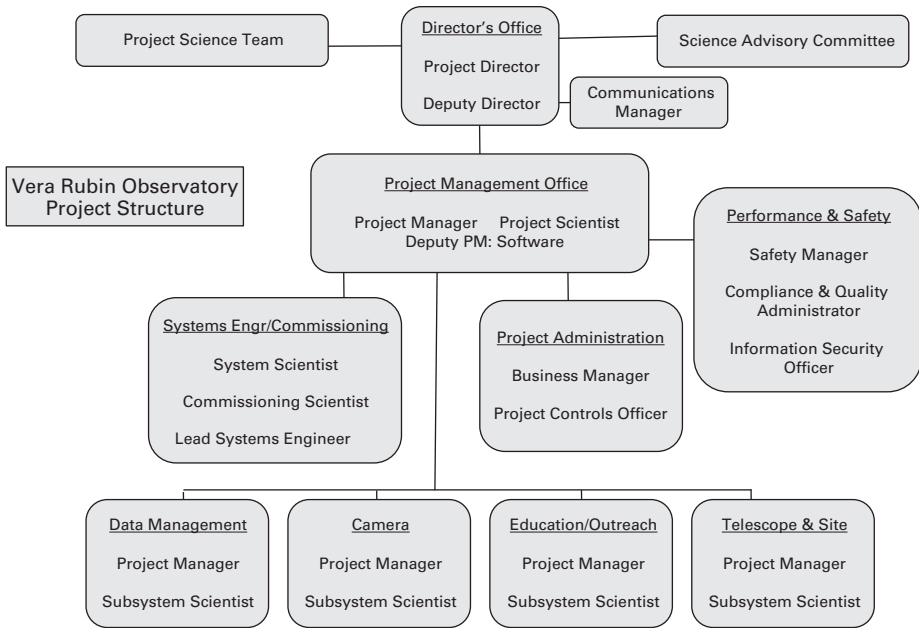 Project Science Team
Director's Office
Project Director
Deputy Director
Science Advisory Committee
Communications
Manager
Vera Rubin Observatory
Project Structure
Project Management Office
Project Manager Project Scientist
Deputy PM: Software
Performance & Safety
Safety Manager
Compliance & Quality
Administrator
Information Security
Officer
Systems Engr/Commissioning
System Scientist
Commissioning Scientist
Lead Systems Engineer
Project Administration
Business Manager
Project Controls Officer
Data Management
Project Manager
Subsystem Scientist
Camera
Project Manager
Subsystem Scientist
Education/Outreach
Project Manager
Subsystem Scientist
Telescope & Site
Project Manager
Subsystem Scientist